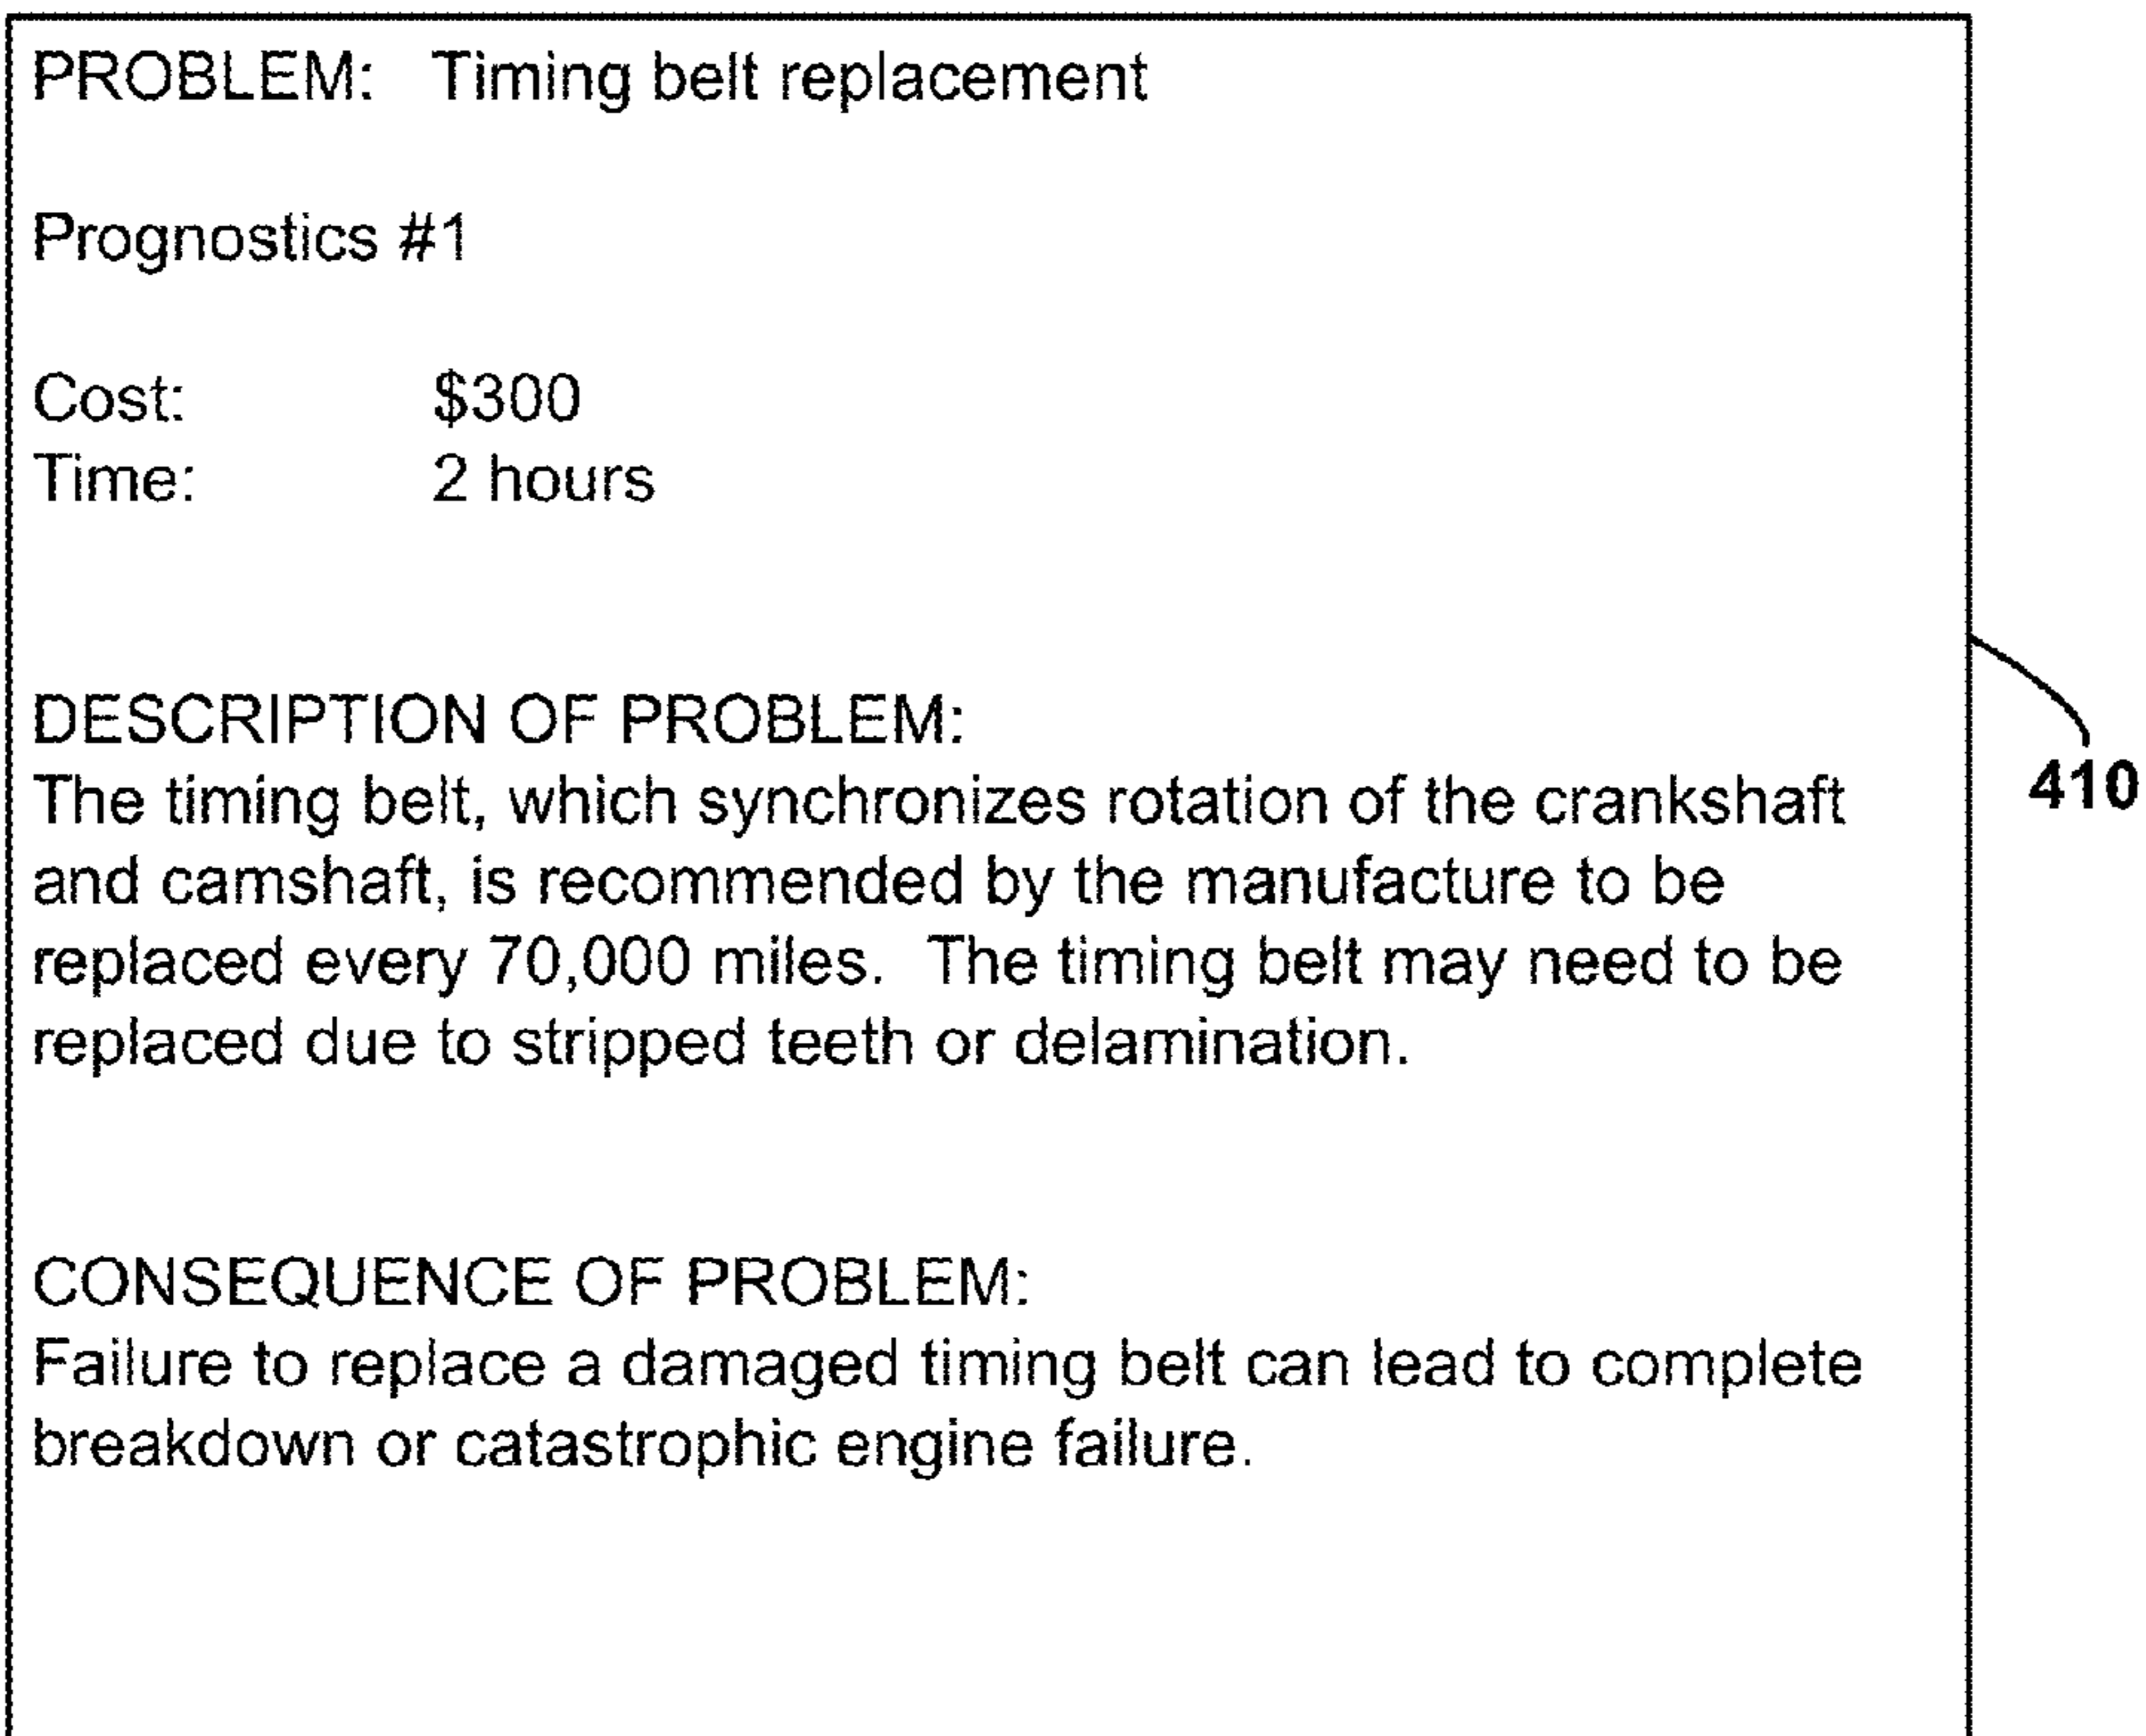 PROBLEM: Timing belt replacement
Prognostics #1
Cost: $300
Time: 2 hours
DESCRIPTION OF PROBLEM:
The timing belt, which synchronizes rotation of the crankshaft
and camshaft, is recommended by the manufacture to be
replaced every 70,000 miles. The timing belt may need to be
replaced due to stripped teeth or delamination.
CONSEQUENCE OF PROBLEM:
Failure to replace a damaged timing belt can lead to complete
breakdown or catastrophic engine failure.
410